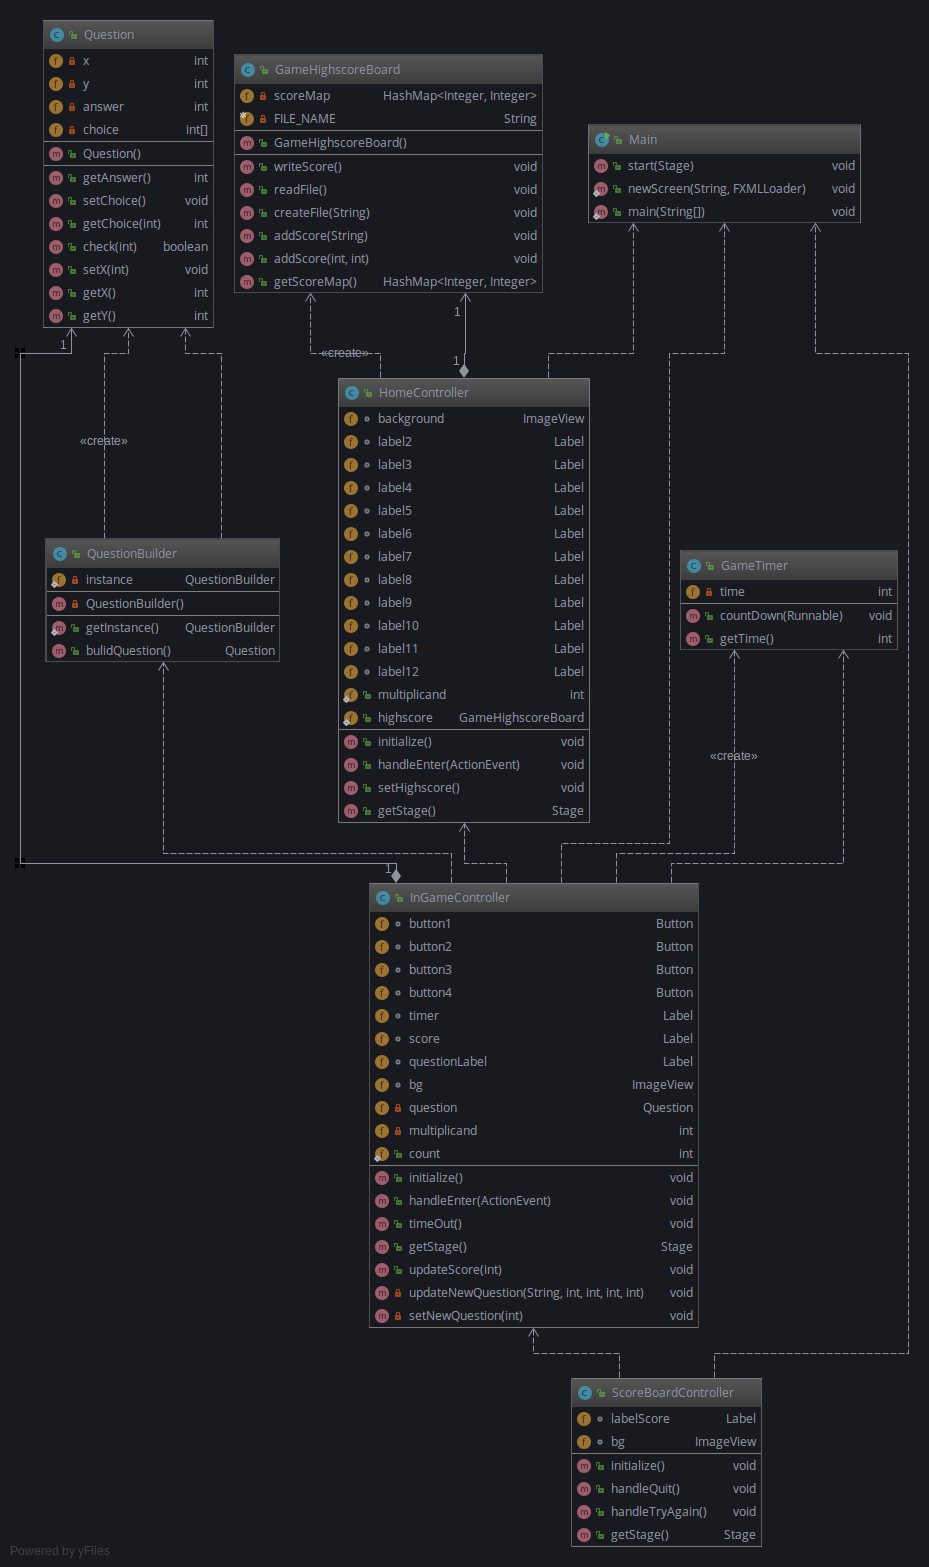 Question
x int
y int
answer int
choice int[]
Question()
getAnswer() int
setChoice() void
getChoice(int) int
check(int) boolean
setX(int) void
getX() int
getY() int
GameHighscoreBoard
scoreMap HashMap<Integer, Integer>
FILE_NAME String
GameHighscoreBoard()
writeScore() void
readFile() void
createFile(String) void
addScore(String) void
addScore(int, int) void
getScoreMap() HashMap<Integer, Integer>
Main
start(Stage) void
newScreen(String, FXMLLoader) void
main(String[]) void
1
1
«create»
1
HomeController
background ImageView
label2 Label
label3 Label
label4 Label
label5 Label
label6 Label
label7 Label
label8 Label
label9 Label
label10 Label
label11 Label
label12 Label
multiplicand int
highscore GameHighscoreBoard
initialize() void
handleEnter(ActionEvent) void
setHighscore() void
getStage() Stage
«create»
QuestionBuilder
instance QuestionBuilder
QuestionBuilder()
getInstance() QuestionBuilder
bulidQuestion() Question
GameTimer
time int
countDown(Runnable) void
getTime() int
«create»
1
InGameController
button1 Button
button2 Button
button3 Button
button4 Button
timer Label
score Label
questionLabel Label
bg ImageView
question Question
multiplicand int
count int
initialize() void
handleEnter(ActionEvent) void
timeOut() void
getStage() Stage
updateScore(int) void
updateNewQuestion(String, int, int, int, int) void
setNewQuestion(int) void
ScoreBoardController
labelScore Label
bg ImageView
initialize() void
handleQuit() void
handleTryAgain() void
getStage() Stage
Powered by yFiles